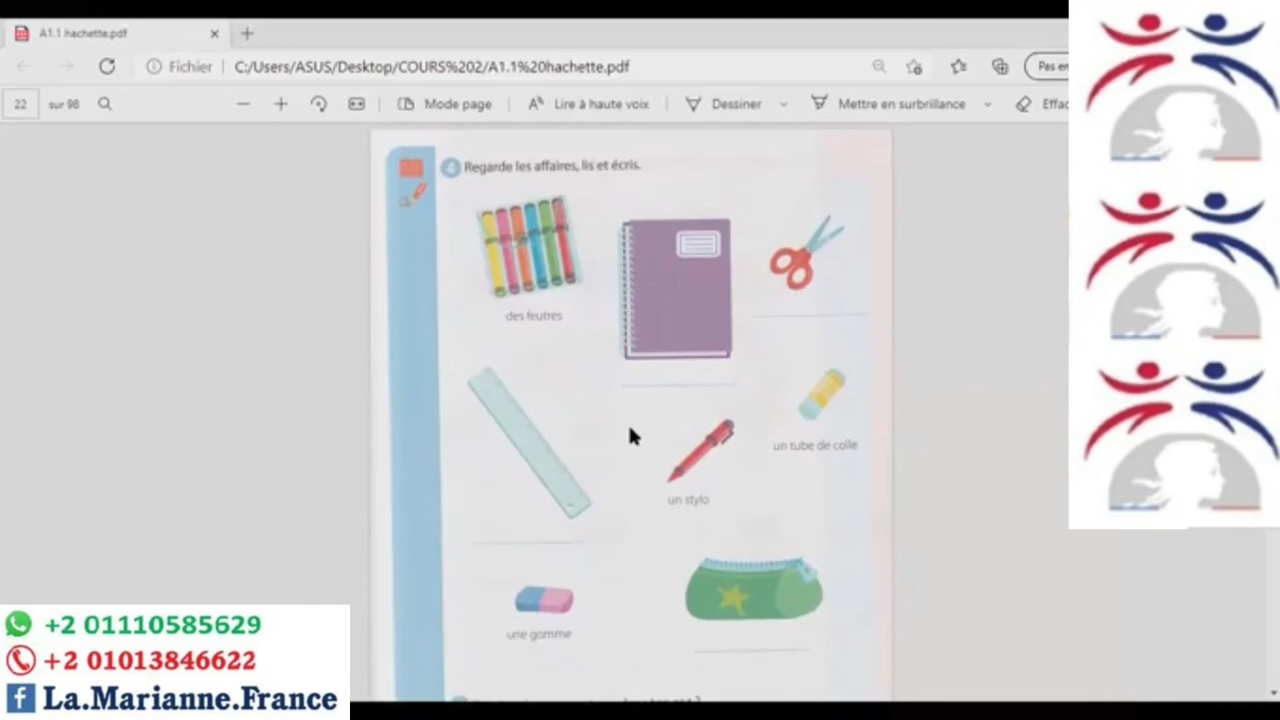 A1.1 hachette.pdf
Fichier
C:/Users/ASUS/Desktop/COURS%202/A1.1%20hachette.pdf
Pas en
22 sur 98
Mode page
Lire à haute voix
Dessiner
Mettre en surbrillance
Effac
4 Regarde les affaires, lis et écris.
des feutres
un tube de colle
un stylo
une gomme
+2 01110585629
+2 01013846622
La.Marianne.France